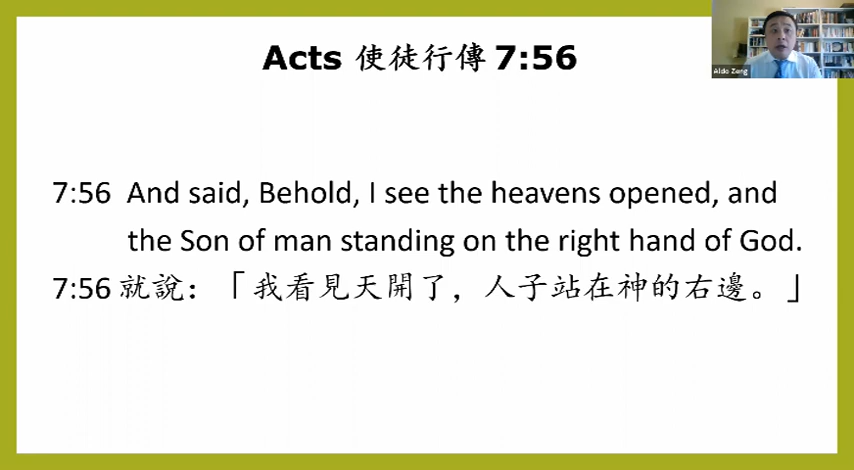 Acts 使徒行傳 7:56
Aldo Zeng
7:56 And said, Behold, I see the heavens opened, and
the Son of man standing on the right hand of God.
7:56 就說：「我看見天開了，人子站在神的右邊。」